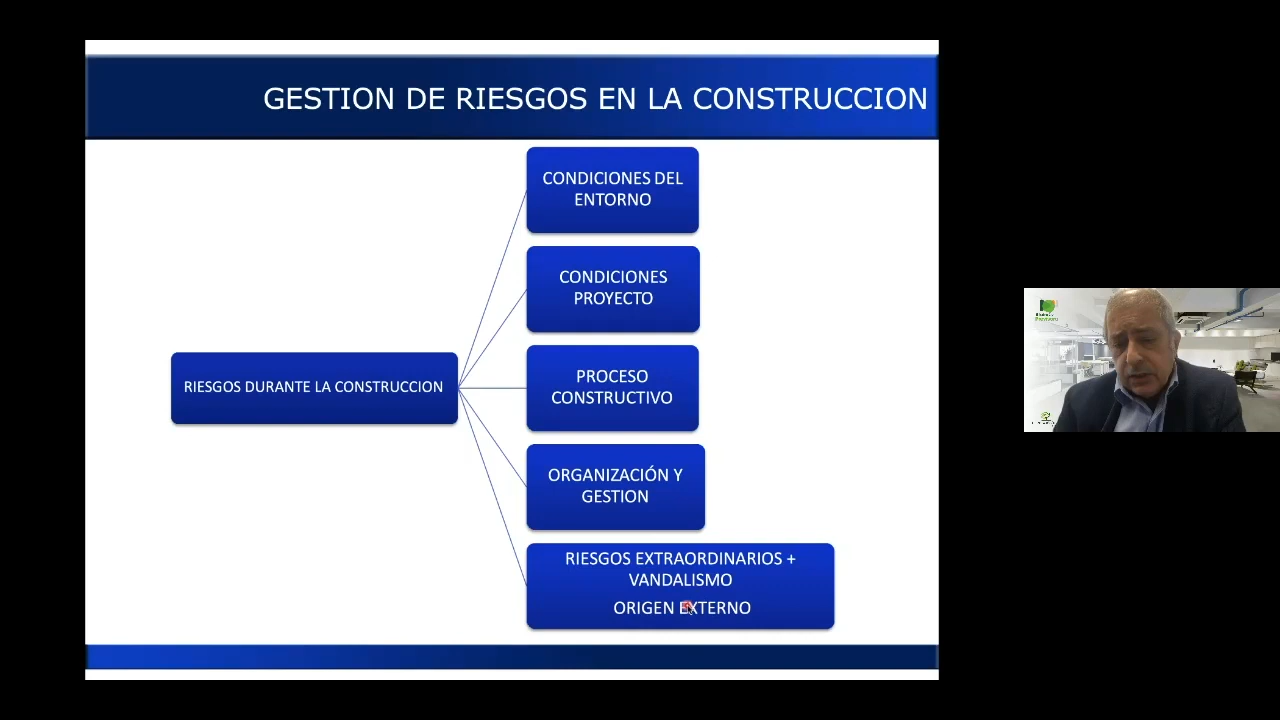 GESTION DE RIESGOS EN LA CONSTRUCCION
CONDICIONES DEL
ENTORNO
CONDICIONES
PROYECTO
PROCESO
CONSTRUCTIVO
RIESGOS DURANTE LA CONSTRUCCION
ORGANIZACIÓN Y
GESTION
RIESGOS EXTRAORDINARIOS +
VANDALISMO
ORIGEN EXTERNO